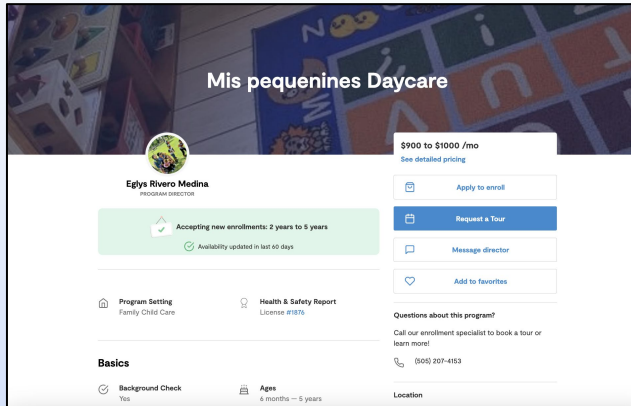 Mis pequenines Daycare
Eglys Rivero Medina
PROGRAM DIRECTOR
Accepting new enrollments: 2 years to 5 years
Availability updated in last 60 days
Program Setting
Family Child Care
Health & Safety Report
License #1876
Basics
Background Check
Yes
Ages
6 months — 5 years
$900 to $1000 /mo
See detailed pricing
Apply to enroll
Request a Tour
Message director
Add to favorites
Questions about this program?
Call our enrollment specialist to book a tour or
learn more!
(505) 207-4153
Location